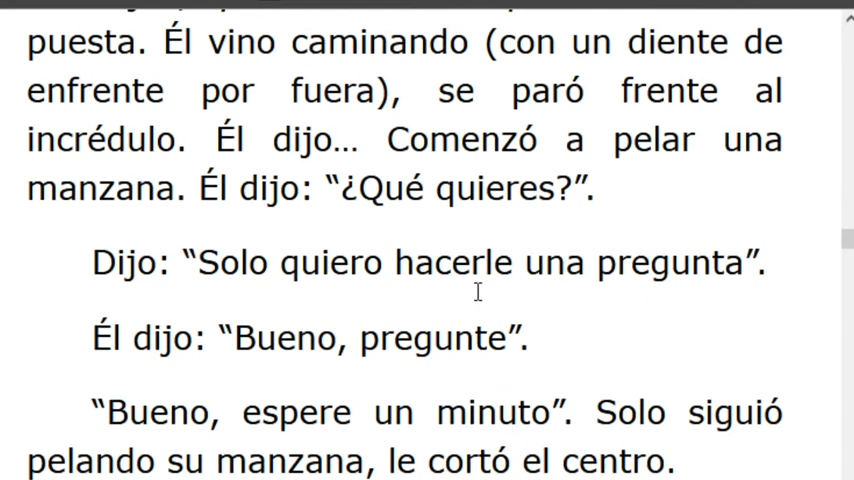 puesta. Él vino caminando (con un diente de
enfrente por fuera), se paró frente al
incrédulo. Él dijo… Comenzó a pelar una
manzana. Él dijo: “¿Qué quieres?”.
Dijo: “Solo quiero hacerle una pregunta”.
Él dijo: “Bueno, pregunte”.
“Bueno, espere un minuto”. Solo siguió
pelando su manzana, le cortó el centro.